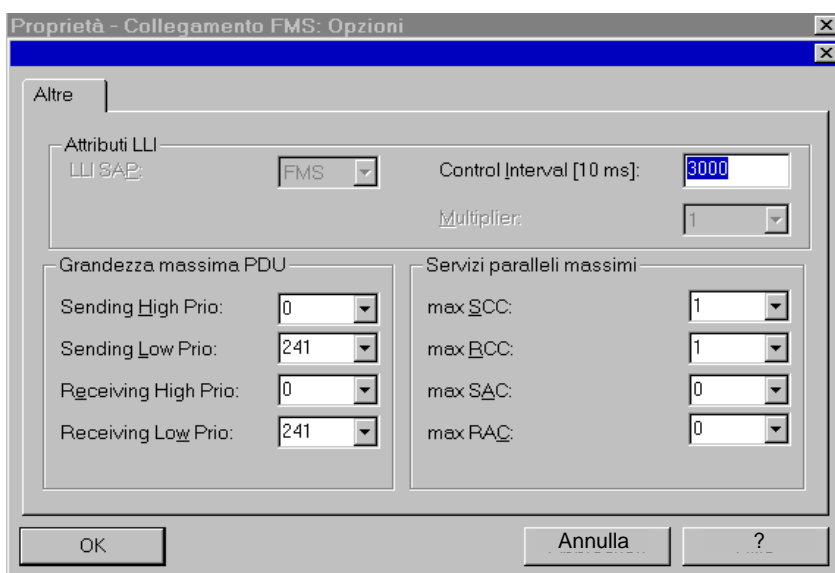 Proprietà - Collegamento FMS: Opzioni
Altre
Attributi LLI
LLI SAP: FMS Control Interval [10 ms]: 3000
Multiplier: 1
Grandezza massima PDU
Sending High Prio: 0
Sending Low Prio: 241
Receiving High Prio: 0
Receiving Low Prio: 241
Servizi paralleli massimi
max SCC: 1
max RCC: 1
max SAC: 0
max RAC: 0
OK Annulla ?